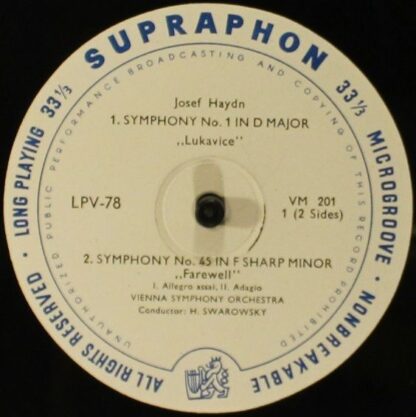 SUPRAPHON
LONG PLAYING 33⅓
33⅓ MICROGROOVE · NONBREAKABLE
ALL RIGHTS RESERVED ·
UNAUTHORIZED PUBLIC PERFORMANCE BROADCASTING AND COPYING OF THIS RECORD PROHIBITED
Josef Haydn
1. SYMPHONY No. 1 IN D MAJOR
„Lukavice"
LPV-78
VM 201
1 (2 Sides)
2. SYMPHONY No. 45 IN F SHARP MINOR
„Farewell"
I. Allegro assai, II. Adagio
VIENNA SYMPHONY ORCHESTRA
Conductor: H. SWAROWSKY